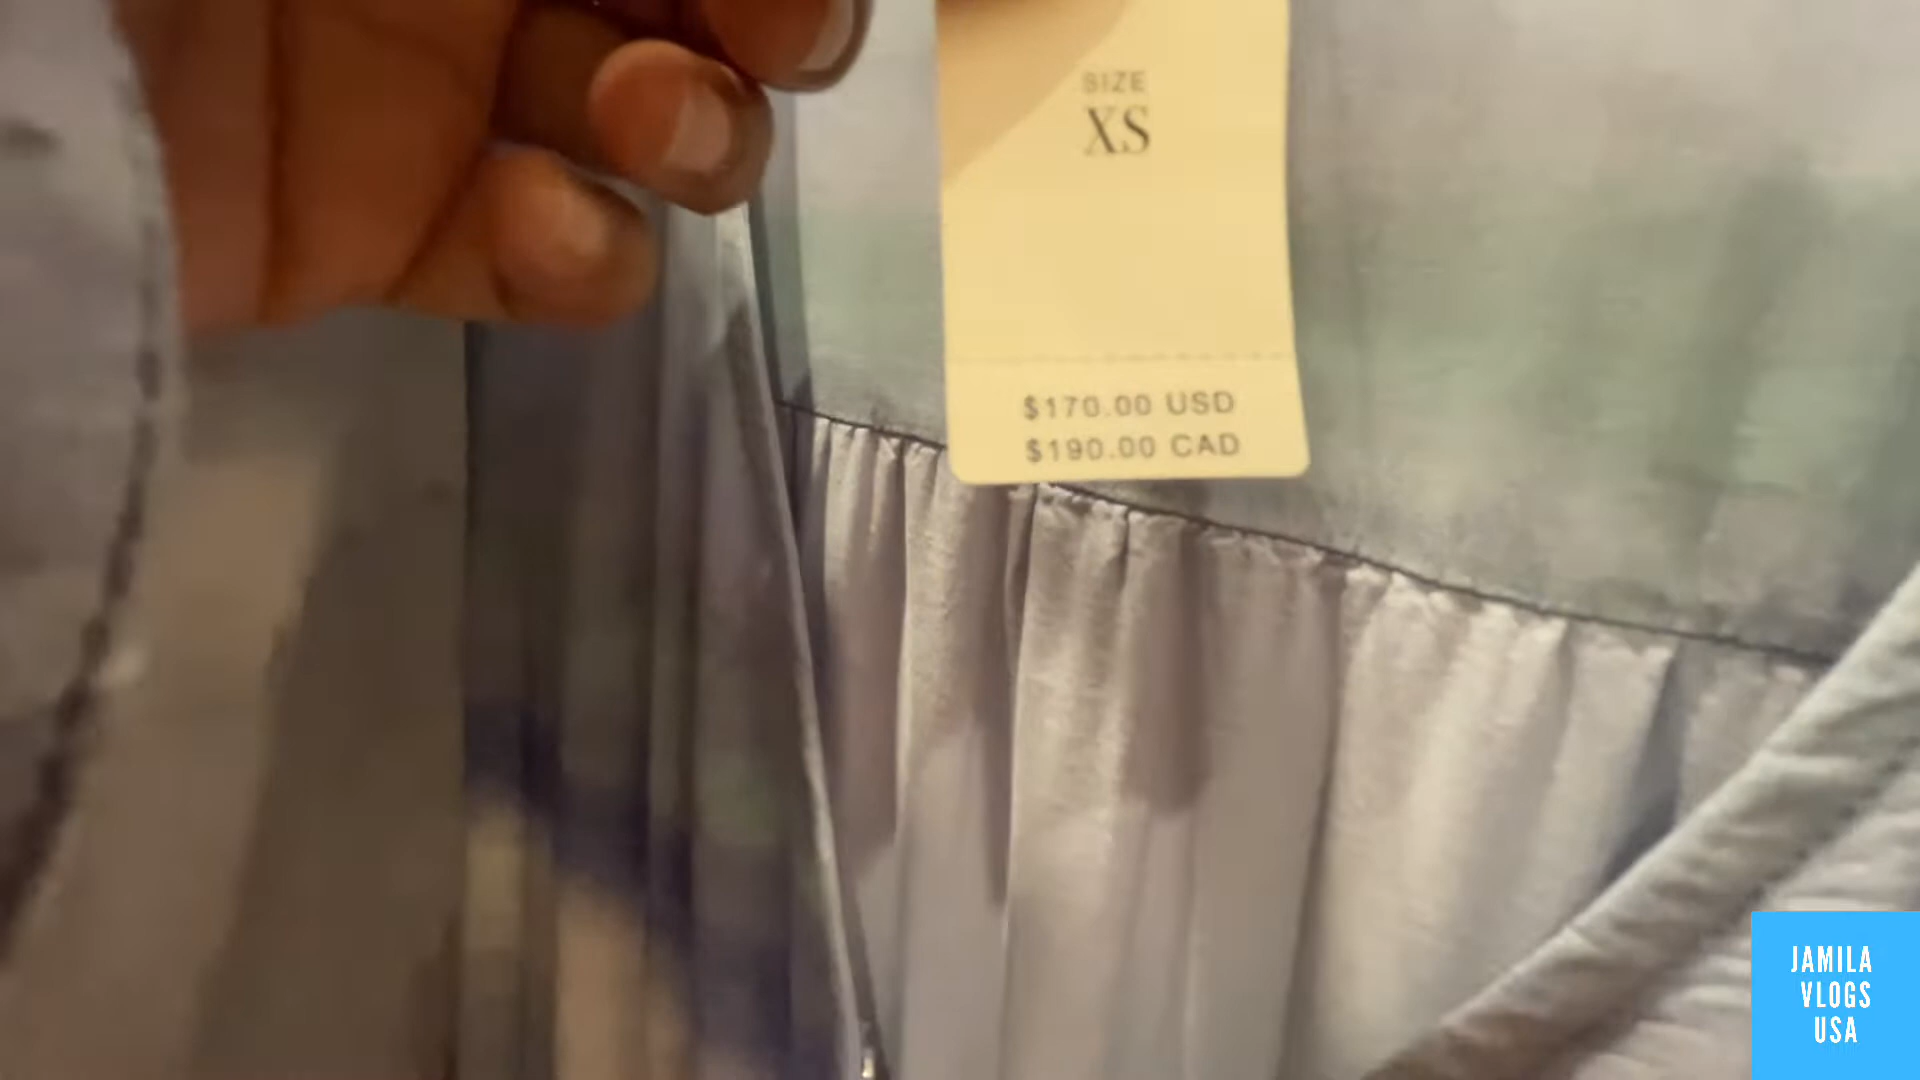 SIZE
XS
$170.00 USD
$190.00 CAD
JAMILA
VLOGS
USA